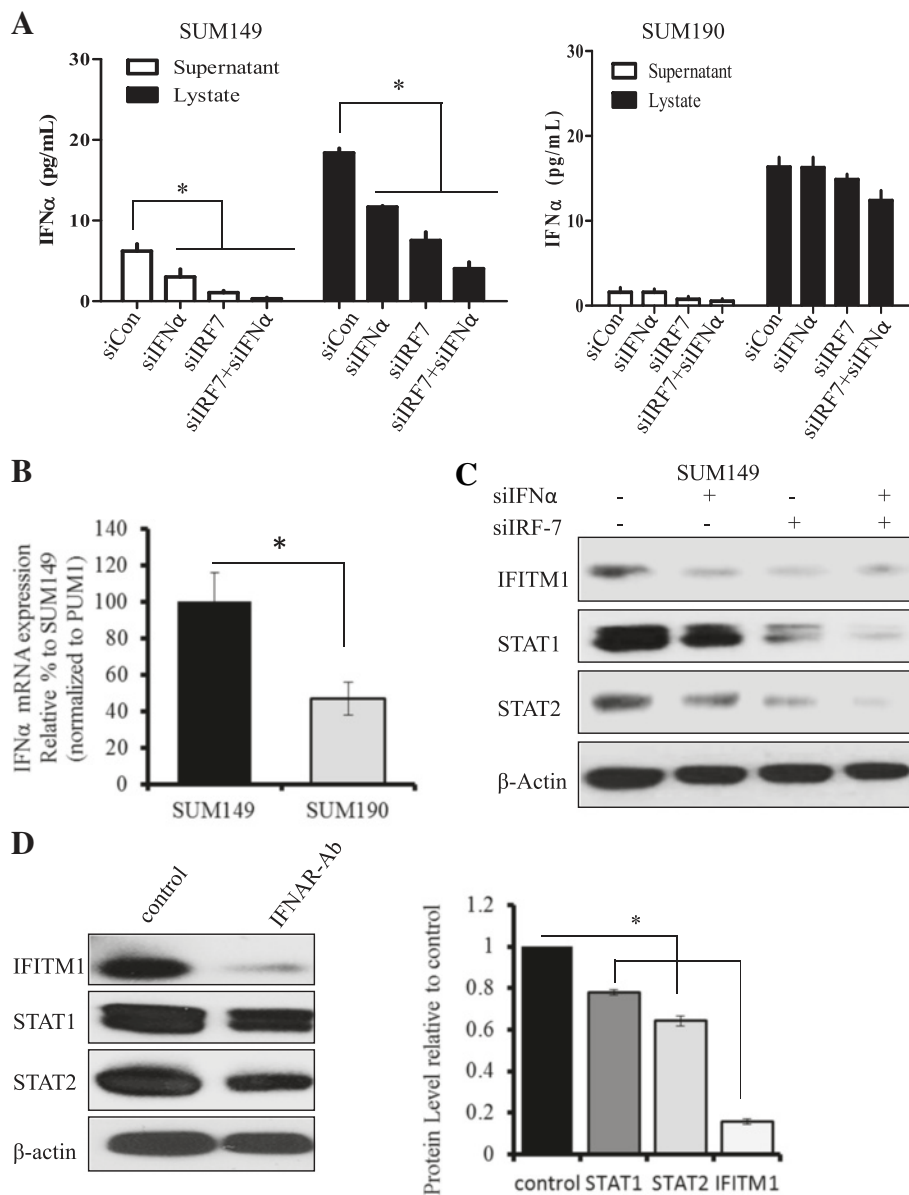 A
SUM149
Supernatant
Lystate
IFNα (pg/mL)
30
20
10
0
*
*
siCon
siIFNα
siIRF7
siIRF7+siIFNα
siCon
siIFNα
siIRF7
siIRF7+siIFNα
SUM190
Supernatant
Lystate
IFNα (pg/mL)
30
20
10
0
siCon
siIFNα
siIRF7
siIRF7+siIFNα
siCon
siIFNα
siIRF7
siIRF7+siIFNα
B
IFNα mRNA expression
Relative % to SUM149
(normalized to PUM1)
140
120
100
80
60
40
20
0
*
SUM149
SUM190
C
SUM149
siIFNα - + - +
siIRF-7 - - + +
IFITM1
STAT1
STAT2
β-Actin
D
control
IFNAR-Ab
IFITM1
STAT1
STAT2
β-actin
Protein Level relative to control
1.2
1
0.8
0.6
0.4
0.2
0
*
control STAT1 STAT2 IFITM1